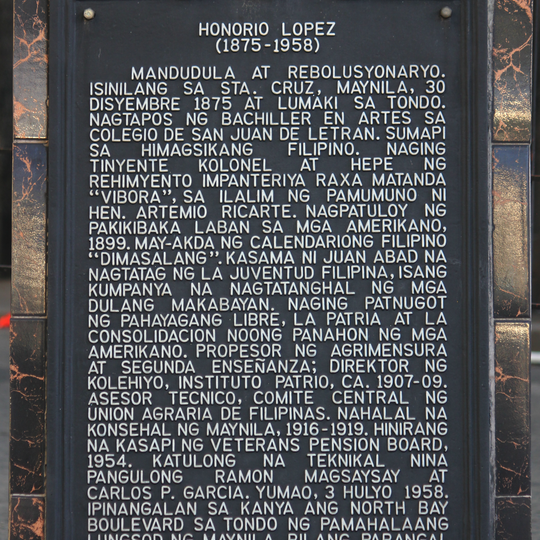 HONORIO LOPEZ
(1875-1958)
MANDUDULA AT REBOLUSYONARYO.
ISINILANG SA STA. CRUZ, MAYNILA, 30
DISYEMBRE 1875 AT LUMAKI SA TONDO.
NAGTAPOS NG BACHILLER EN ARTES SA
COLEGIO DE SAN JUAN DE LETRAN. SUMAPI
SA HIMAGSIKANG FILIPINO. NAGING
TINYENTE KOLONEL AT HEPE NG
REHIMYENTO IMPANTERIYA RAXA MATANDA
“VIBORA”, SA ILALIM NG PAMUMUNO NI
HEN. ARTEMIO RICARTE. NAGPATULOY NG
PAKIKIBAKA LABAN SA MGA AMERIKANO,
1899. MAY-AKDA NG CALENDARIONG FILIPINO
“DIMASALANG”. KASAMA NI JUAN ABAD NA
NAGTATAG NG LA JUVENTUD FILIPINA, ISANG
KUMPANYA NA NAGTATANGHAL NG MGA
DULANG MAKABAYAN. NAGING PATNUGOT
NG PAHAYAGANG LIBRE, LA PATRIA AT LA
CONSOLIDACION NOONG PANAHON NG MGA
AMERIKANO. PROPESOR NG AGRIMENSURA
AT SEGUNDA ENSEÑANZA; DIREKTOR NG
KOLEHIYO, INSTITUTO PATRIO, CA. 1907-09.
ASESOR TECNICO, COMITE CENTRAL NG
UNION AGRARIA DE FILIPINAS. NAHALAL NA
KONSEHAL NG MAYNILA, 1916-1919. HINIRANG
NA KASAPI NG VETERANS PENSION BOARD,
1954. KATULONG NA TEKNIKAL NINA
PANGULONG RAMON MAGSAYSAY AT
CARLOS P. GARCIA. YUMAO, 3 HULYO 1958.
IPINANGALAN SA KANYA ANG NORTH BAY
BOULEVARD SA TONDO NG PAMAHALAANG
LUNGSOD NG MAYNILA BILANG PARANGAL